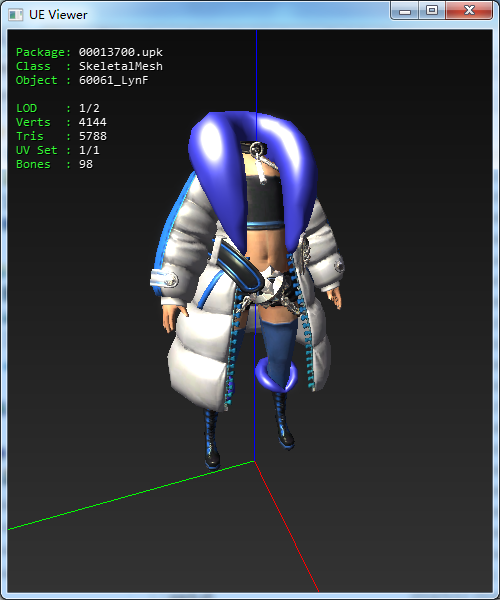 UE Viewer
Package: 00013700.upk
Class : SkeletalMesh
Object : 60061_LynF
LOD : 1/2
Verts : 4144
Tris : 5788
UV Set : 1/1
Bones : 98